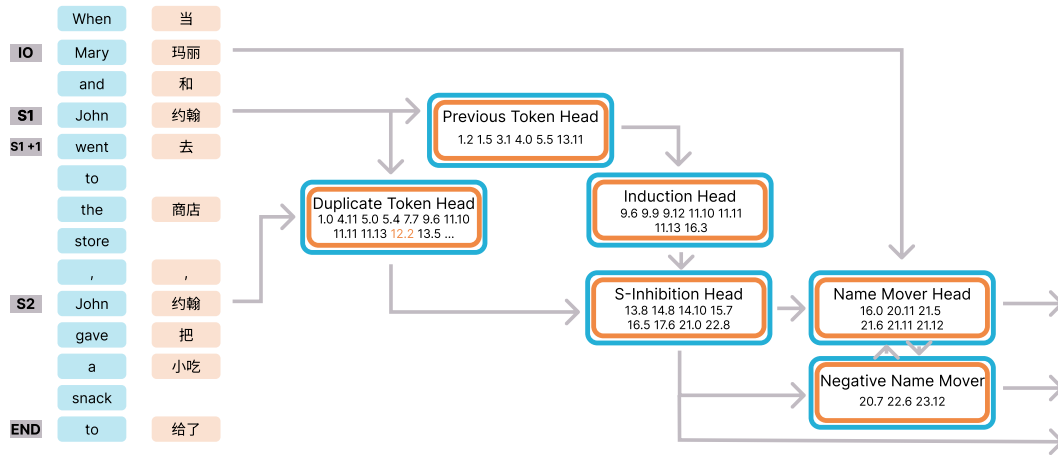 When 当
IO Mary 玛丽
and 和
S1 John 约翰
S1 +1 went 去
to
the 商店
store
, ，
S2 John 约翰
gave 把
a 小吃
snack
END to 给了
Previous Token Head
1.2 1.5 3.1 4.0 5.5 13.11
Duplicate Token Head
1.0 4.11 5.0 5.4 7.7 9.6 11.10
11.11 11.13 12.2 13.5 ...
Induction Head
9.6 9.9 9.12 11.10 11.11
11.13 16.3
S-Inhibition Head
13.8 14.8 14.10 15.7
16.5 17.6 21.0 22.8
Name Mover Head
16.0 20.11 21.5
21.6 21.11 21.12
Negative Name Mover
20.7 22.6 23.12